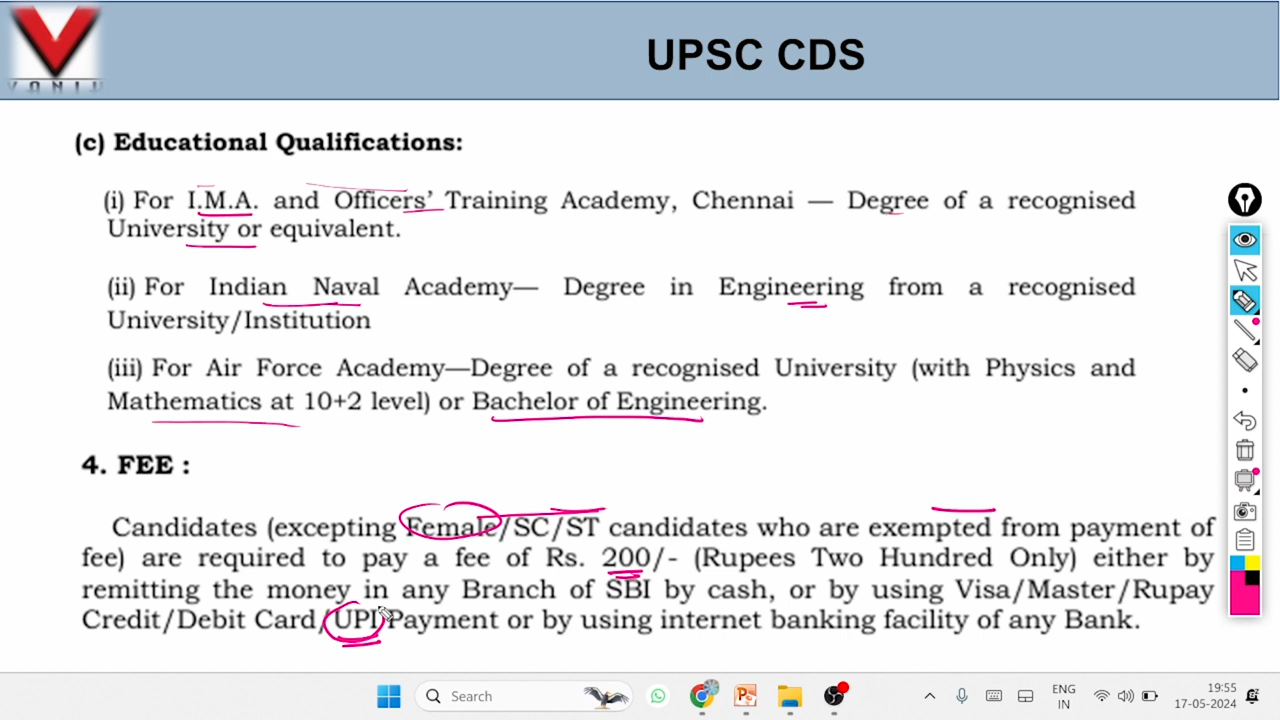 VONIJ
UPSC CDS
(c) Educational Qualifications:
(i) For I.M.A. and Officers' Training Academy, Chennai — Degree of a recognised
University or equivalent.
(ii) For Indian Naval Academy— Degree in Engineering from a recognised
University/Institution
(iii) For Air Force Academy—Degree of a recognised University (with Physics and
Mathematics at 10+2 level) or Bachelor of Engineering.
4. FEE :
Candidates (excepting Female/SC/ST candidates who are exempted from payment of
fee) are required to pay a fee of Rs. 200/- (Rupees Two Hundred Only) either by
remitting the money in any Branch of SBI by cash, or by using Visa/Master/Rupay
Credit/Debit Card/UPI Payment or by using internet banking facility of any Bank.
Search
ENG
IN
19:55
17-05-2024